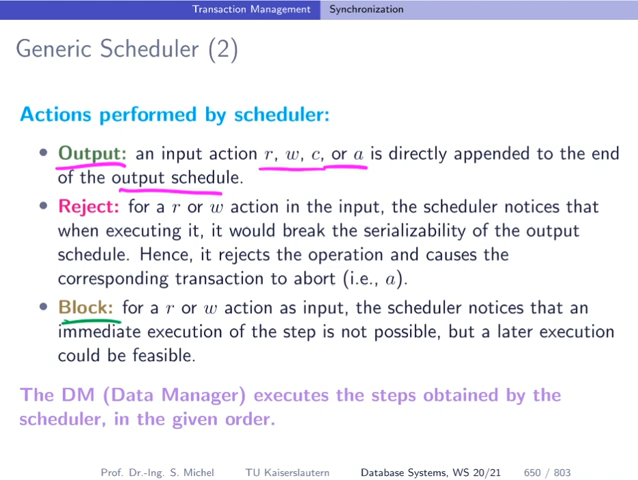 Transaction Management Synchronization
Generic Scheduler (2)
Actions performed by scheduler:
• Output: an input action r, w, c, or a is directly appended to the end
of the output schedule.
• Reject: for a r or w action in the input, the scheduler notices that
when executing it, it would break the serializability of the output
schedule. Hence, it rejects the operation and causes the
corresponding transaction to abort (i.e., a).
• Block: for a r or w action as input, the scheduler notices that an
immediate execution of the step is not possible, but a later execution
could be feasible.
The DM (Data Manager) executes the steps obtained by the
scheduler, in the given order.
Prof. Dr.-Ing. S. Michel TU Kaiserslautern Database Systems, WS 20/21 650 / 803